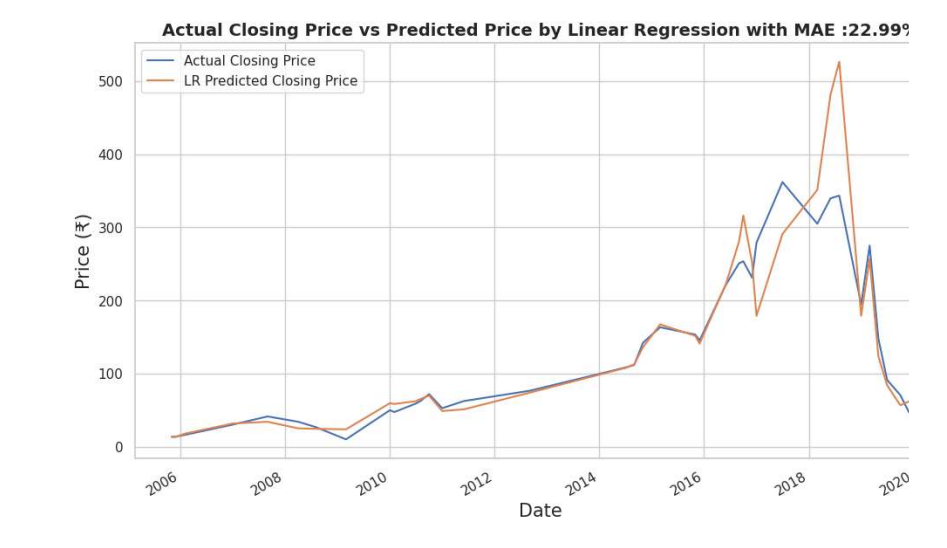 Actual Closing Price vs Predicted Price by Linear Regression with MAE :22.99%
Actual Closing Price
LR Predicted Closing Price
500
400
300
200
100
0
Price (₹)
2006
2008
2010
2012
2014
2016
2018
2020
Date